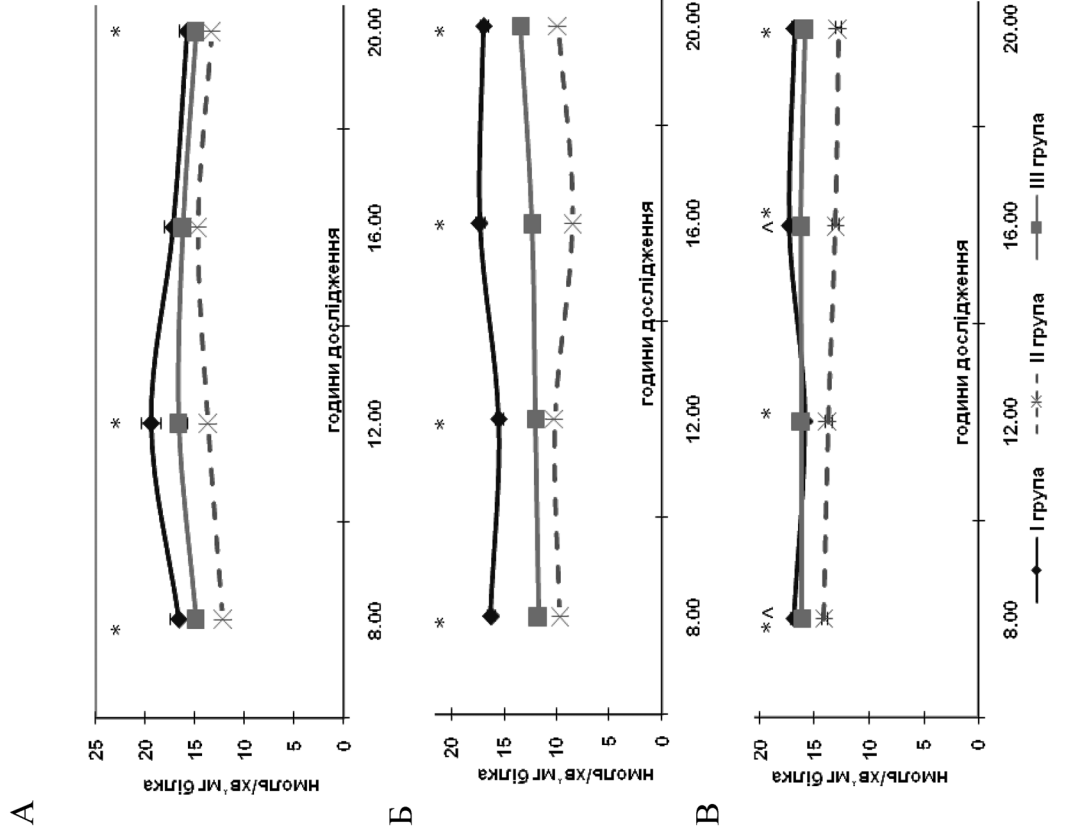 А
* * * *
25
20
15
10
5
0
нмоль/хв*мг білка
8.00 12.00 16.00 20.00
години дослідження
Б
* * * *
20
15
10
5
0
нмоль/хв*мг білка
8.00 12.00 16.00 20.00
години дослідження
В
*^ * ^* *
20
15
10
5
0
нмоль/хв*мг білка
8.00 12.00 16.00 20.00
години дослідження
І група ІІ група ІІІ група